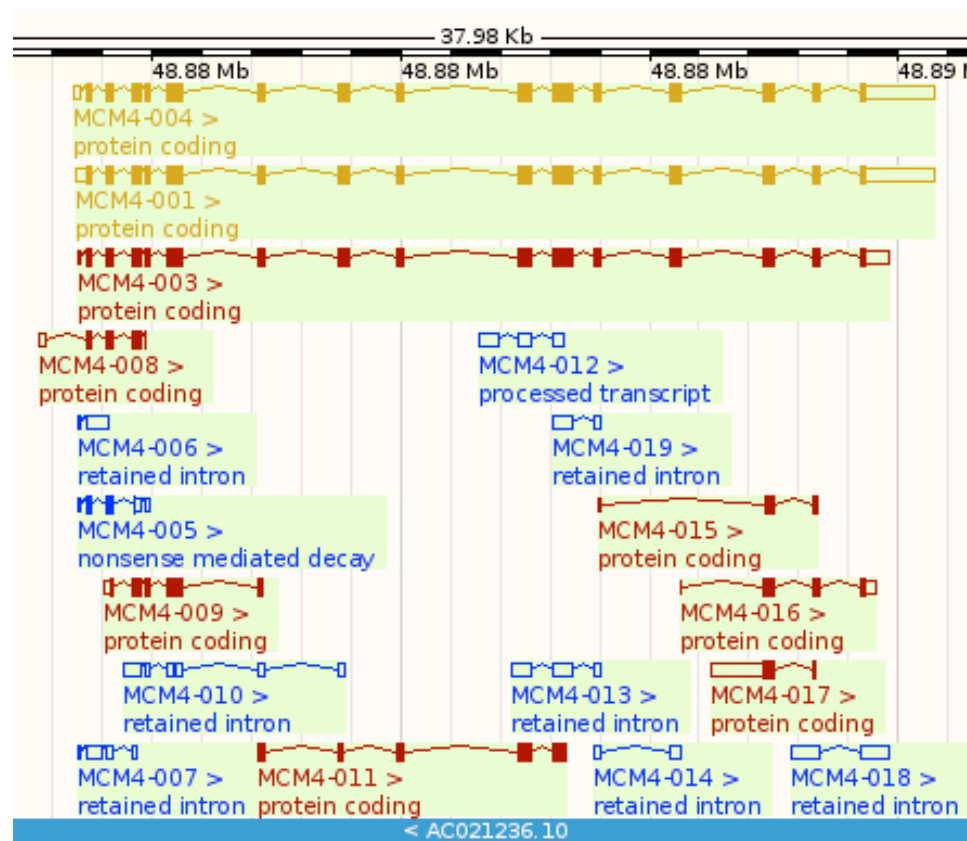 37.98 Kb
48.88 Mb 48.88 Mb 48.88 Mb 48.89
MCM4-004 >
protein coding
MCM4-001 >
protein coding
MCM4-003 >
protein coding
MCM4-008 > MCM4-012 >
protein coding processed transcript
MCM4-006 > MCM4-019 >
retained intron retained intron
MCM4-005 > MCM4-015 >
nonsense mediated decay protein coding
MCM4-009 > MCM4-016 >
protein coding protein coding
MCM4-010 > MCM4-013 > MCM4-017 >
retained intron retained intron protein coding
MCM4-007 > MCM4-011 > MCM4-014 > MCM4-018 >
retained intron protein coding retained intron retained intron
< AC021236.10